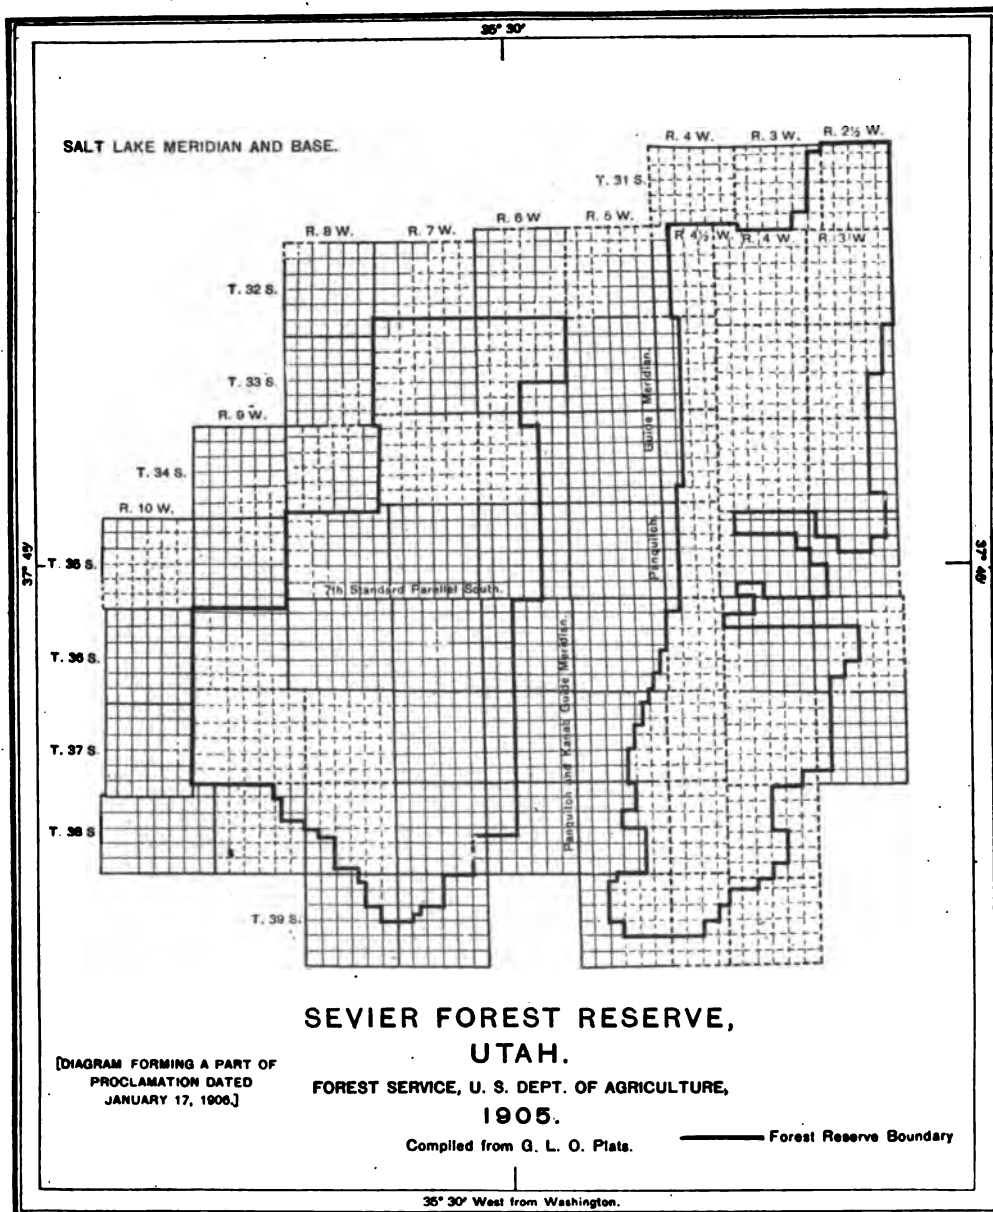 35° 30′
SALT LAKE MERIDIAN AND BASE.
R. 4 W. R. 3 W. R. 2½ W.
T. 31 S.
R. 8 W. R. 7 W. R. 6 W R. 5 W. R 4½ W. R. 4 W. R. 3 W
T. 32 S.
T. 33 S.
Guide Meridian.
R. 9 W.
T. 34 S.
R. 10 W.
37° 45′
T. 35 S.
Panquitch.
37° 45′
7th Standard Parellel South.
T. 36 S.
Panquitch and Kanab Guide Meridian.
T. 37 S.
T. 38 S
T. 39 S.
SEVIER FOREST RESERVE,
UTAH.
[DIAGRAM FORMING A PART OF
PROCLAMATION DATED
JANUARY 17, 1906.]
FOREST SERVICE, U. S. DEPT. OF AGRICULTURE,
1905.
Compiled from G. L. O. Plats.
Forest Reserve Boundary
35° 30′ West from Washington.